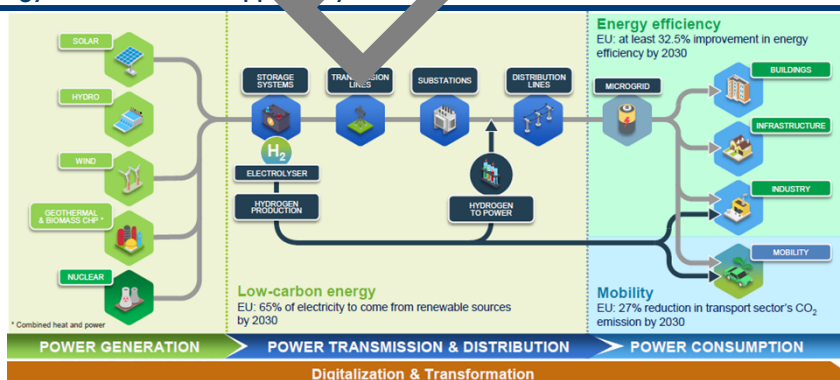 Energy efficiency
EU: at least 32.5% improvement in energy
efficiency by 2030
SOLAR
HYDRO
WIND
GEOTHERMAL
& BIOMASS CHP *
NUCLEAR
* Combined heat and power
STORAGE
SYSTEMS
LINES
SUBSTATIONS
DISTRIBUTION
LINES
MICROGRID
H2
ELECTROLYSER
HYDROGEN
PRODUCTION
HYDROGEN
TO POWER
BUILDINGS
INFRASTRUCTURE
INDUSTRY
MOBILITY
Low-carbon energy
EU: 65% of electricity to come from renewable sources
by 2030
Mobility
EU: 27% reduction in transport sector's CO2
emission by 2030
POWER GENERATION
POWER TRANSMISSION & DISTRIBUTION
POWER CONSUMPTION
Digitalization & Transformation